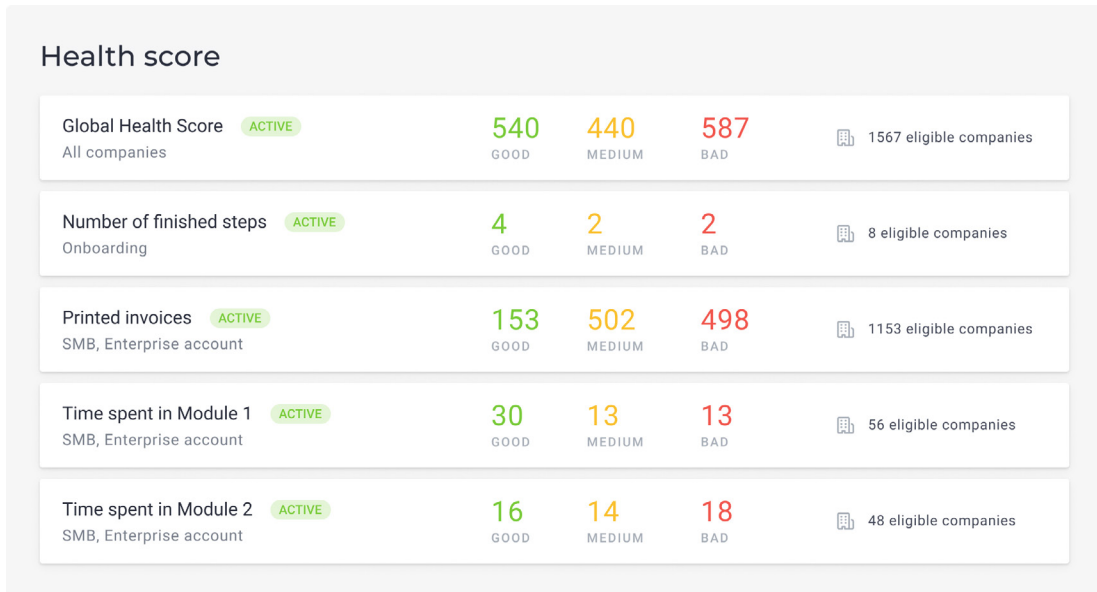 Health score
Global Health Score ACTIVE 540 440 587 1567 eligible companies
All companies GOOD MEDIUM BAD
Number of finished steps ACTIVE 4 2 2 8 eligible companies
Onboarding GOOD MEDIUM BAD
Printed invoices ACTIVE 153 502 498 1153 eligible companies
SMB, Enterprise account GOOD MEDIUM BAD
Time spent in Module 1 ACTIVE 30 13 13 56 eligible companies
SMB, Enterprise account GOOD MEDIUM BAD
Time spent in Module 2 ACTIVE 16 14 18 48 eligible companies
SMB, Enterprise account GOOD MEDIUM BAD